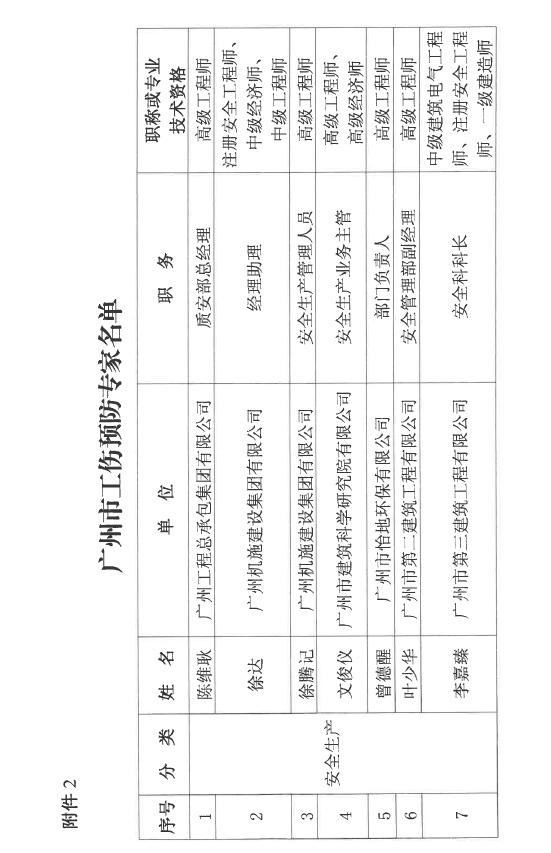 附件2
广州市工伤预防专家名单
序号 分类 姓名 单位 职务 职称或专业技术资格
1 安全生产 陈维耿 广州工程总承包集团有限公司 质安部总经理 高级工程师
2 徐达 广州机施建设集团有限公司 经理助理 注册安全工程师、
中级经济师、
中级工程师
3 徐腾记 广州机施建设集团有限公司 安全生产管理人员 高级工程师
4 文俊仪 广州市建筑科学研究院有限公司 安全生产业务主管 高级工程师、
高级经济师
5 曾德醒 广州市怡地环保有限公司 部门负责人 高级工程师
6 叶少华 广州市第二建筑工程有限公司 安全管理部副经理 高级工程师
7 李嘉臻 广州市第三建筑工程有限公司 安全科科长 中级建筑电气工程
师、注册安全工程
师、一级建造师